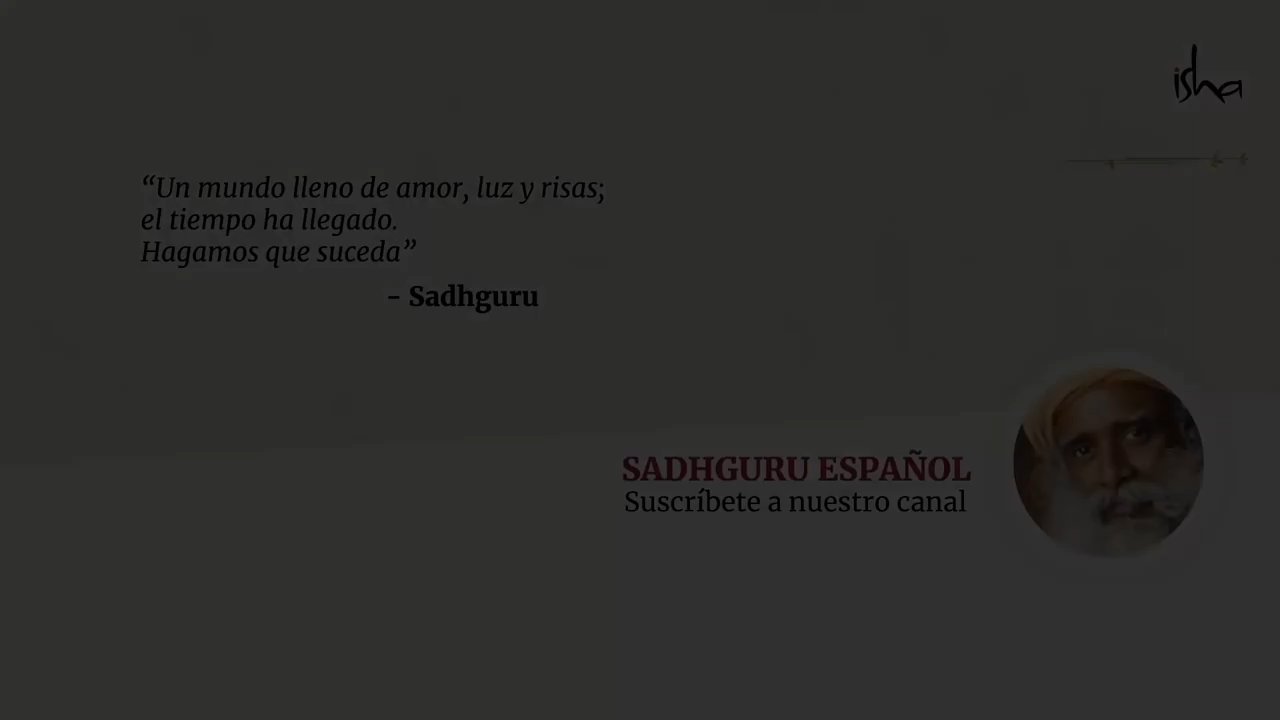 isha
“Un mundo lleno de amor, luz y risas;
el tiempo ha llegado.
Hagamos que suceda”
- Sadhguru
SADHGURU ESPAÑOL
Suscríbete a nuestro canal